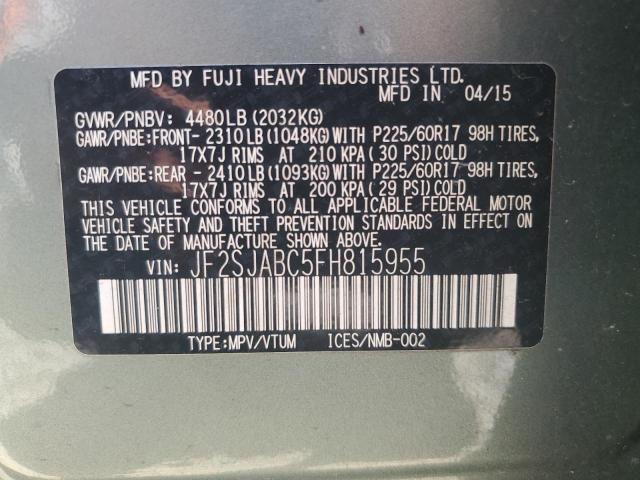 MFD BY FUJI HEAVY INDUSTRIES LTD.
MFD IN 04/15
GVWR/PNBV: 4480LB (2032KG)
GAWR/PNBE:FRONT- 2310LB (1048KG) WITH P225/60R17 98H TIRES,
17X7J RIMS AT 210 KPA ( 30 PSI) COLD
GAWR/PNBE:REAR - 2410LB (1093KG) WITH P225/60R17 98H TIRES,
17X7J RIMS AT 200 KPA ( 29 PSI) COLD
THIS VEHICLE CONFORMS TO ALL APPLICABLE FEDERAL MOTOR
VEHICLE SAFETY AND THEFT PREVENTION STANDARDS IN EFFECT ON
THE DATE OF MANUFACTURE SHOWN ABOVE.
VIN: JF2SJABC5FH815955
TYPE:MPV/VTUM ICES/NMB-002